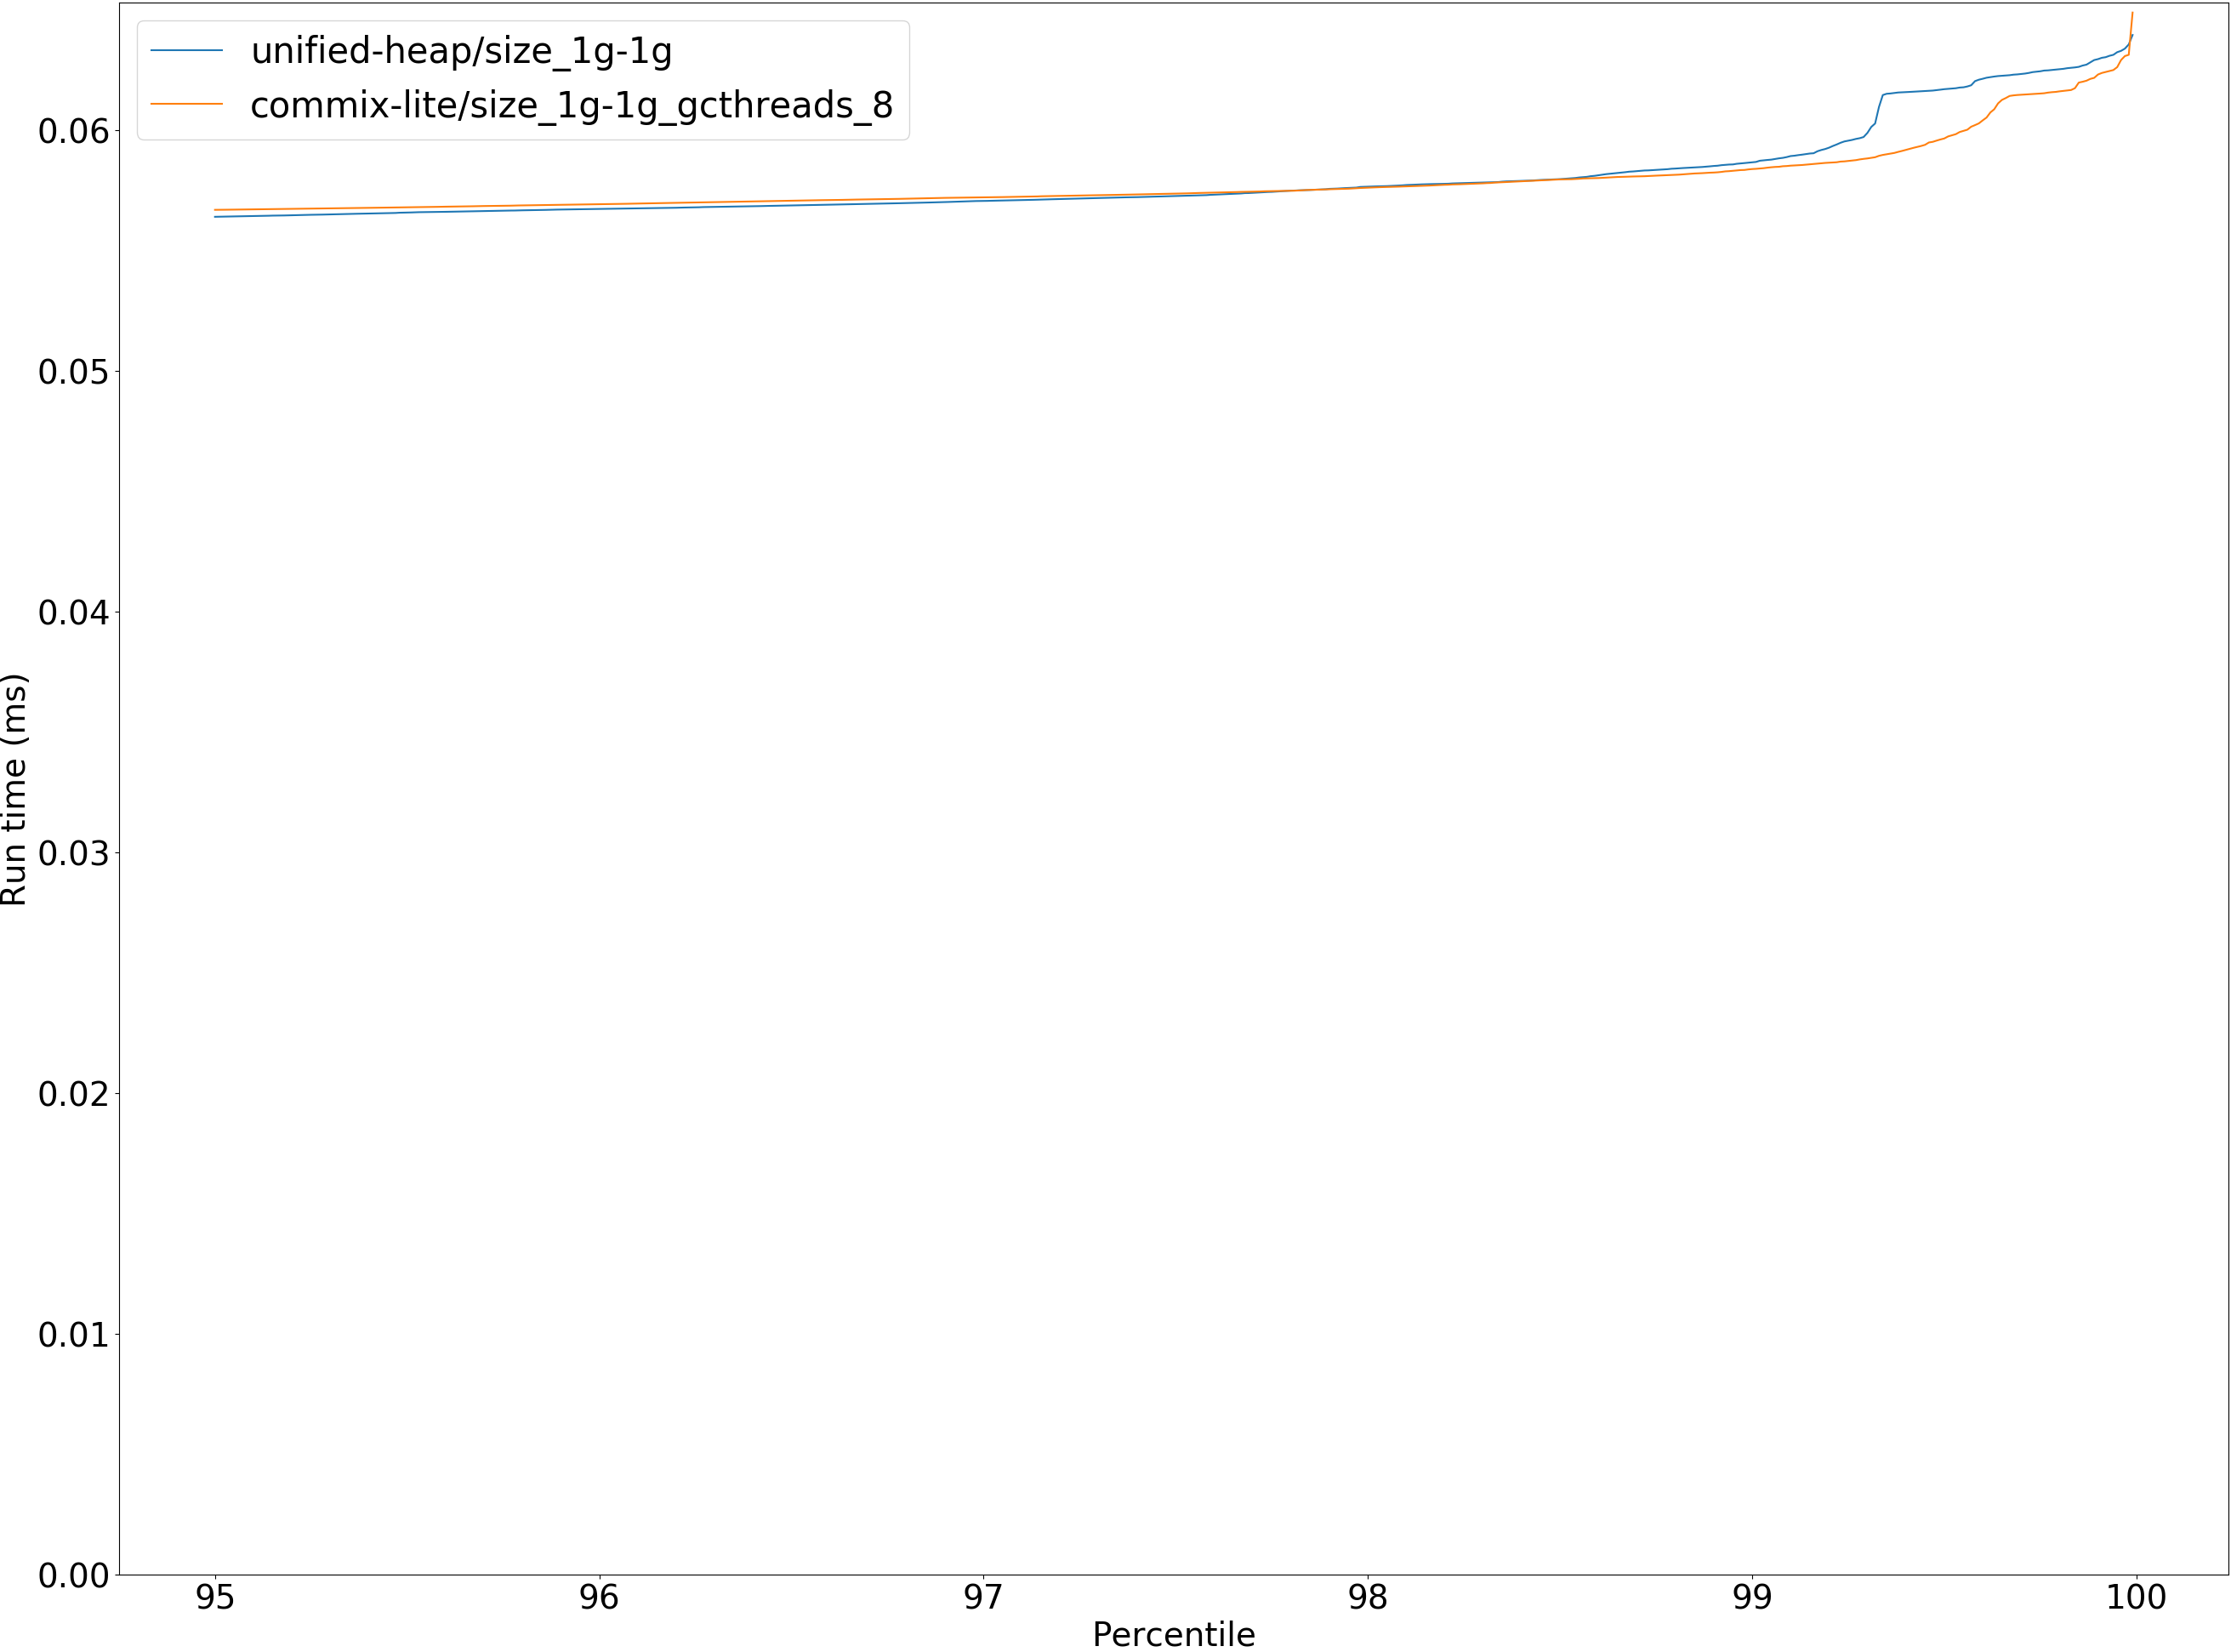 unified-heap/size_1g-1g
commix-lite/size_1g-1g_gcthreads_8
0.06
0.05
0.04
0.03
0.02
0.01
0.00
Run time (ms)
95 96 97 98 99 100
Percentile